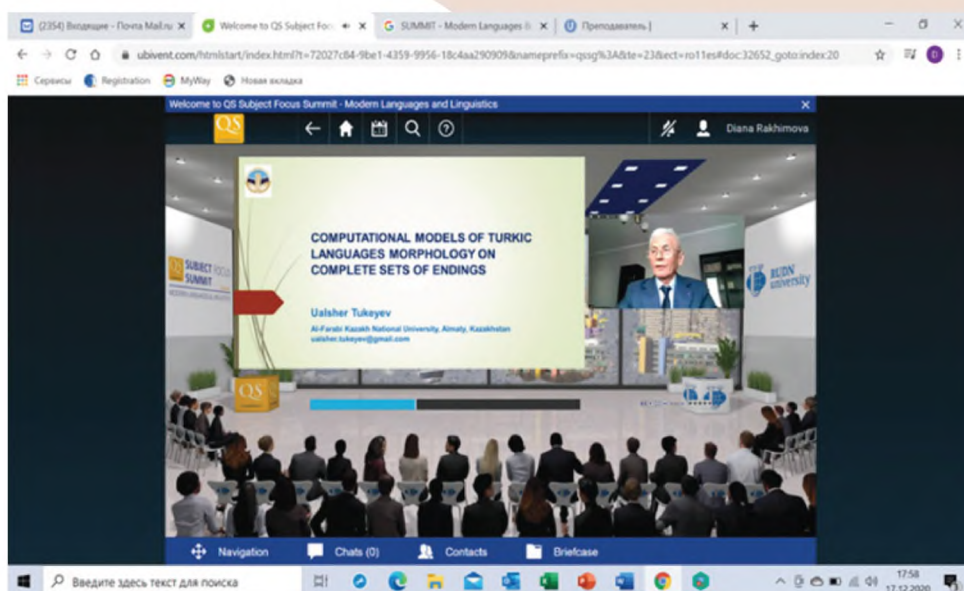 (2354) Входящие - Почта Mail.ru
Welcome to QS Subject Foc
SUMMIT - Modern Languages &
Преподаватель |
ubivent.com/htmlstart/index.html?t=72027c84-9be1-4359-9956-18c4aa290909&nameprefix=qssg%3A&te=23&ect=ro11es#doc:32652_goto:index:20
D
Сервисы
Registration
MyWay
Новая вкладка
Welcome to QS Subject Focus Summit - Modern Languages and Linguistics
QS
Diana Rakhimova
COMPUTATIONAL MODELS OF TURKIC
LANGUAGES MORPHOLOGY ON
COMPLETE SETS OF ENDINGS
Ualsher Tukeyev
Al-Farabi Kazakh National University, Almaty, Kazakhstan
ualsher.tukeyev@gmail.com
QS SUBJECT FOCUS
SUMMIT
RUDN
university
QS
Navigation
Chats (0)
Contacts
Briefcase
Введите здесь текст для поиска
17:58
17.12.2020